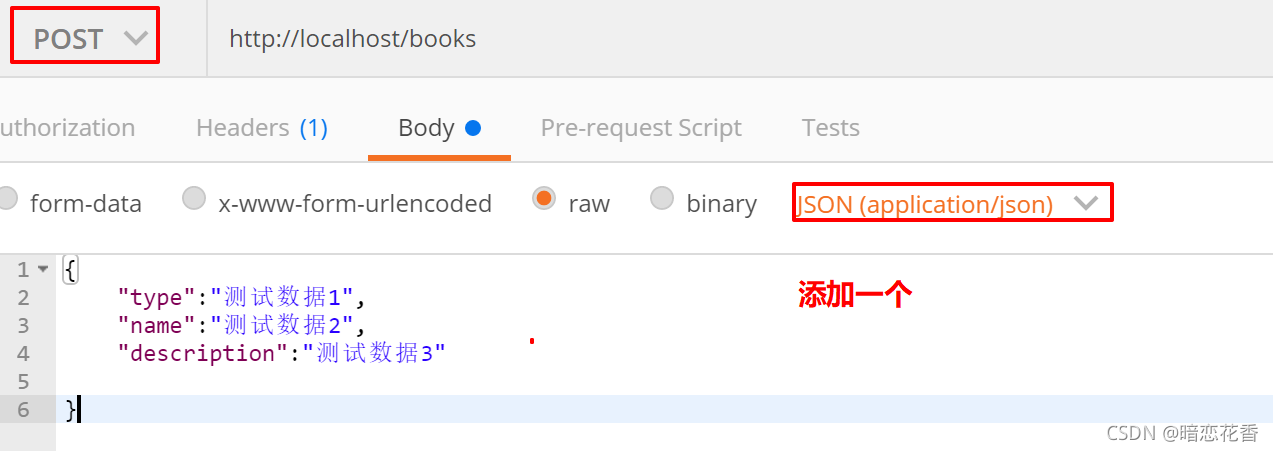 POST http://localhost/books
uthorization Headers (1) Body Pre-request Script Tests
form-data x-www-form-urlencoded raw binary JSON (application/json)
1 {
2 "type":"测试数据1",
添加一个
3 "name":"测试数据2",
4 "description":"测试数据3"
5
6 }
CSDN @暗恋花香